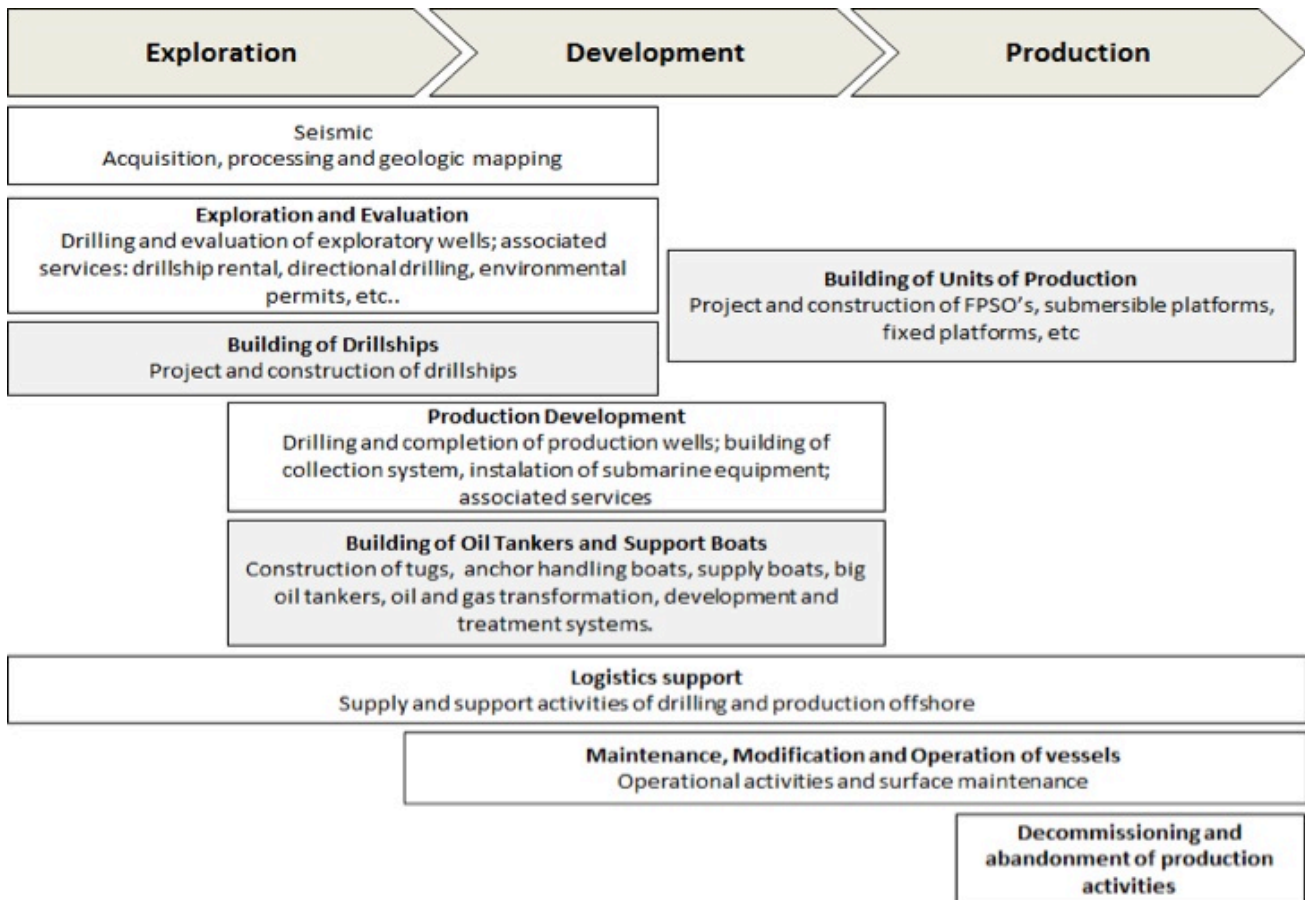 Exploration
Development
Production
Seismic
Acquisition, processing and geologic mapping
Exploration and Evaluation
Drilling and evaluation of exploratory wells; associated
services: drillship rental, directional drilling, environmental
permits, etc..
Building of Units of Production
Project and construction of FPSO's, submersible platforms,
fixed platforms, etc
Building of Drillships
Project and construction of drillships
Production Development
Drilling and completion of production wells; building of
collection system, instalation of submarine equipment;
associated services
Building of Oil Tankers and Support Boats
Construction of tugs, anchor handling boats, supply boats, big
oil tankers, oil and gas transformation, development and
treatment systems.
Logistics support
Supply and support activities of drilling and production offshore
Maintenance, Modification and Operation of vessels
Operational activities and surface maintenance
Decommissioning and
abandonment of production
activities